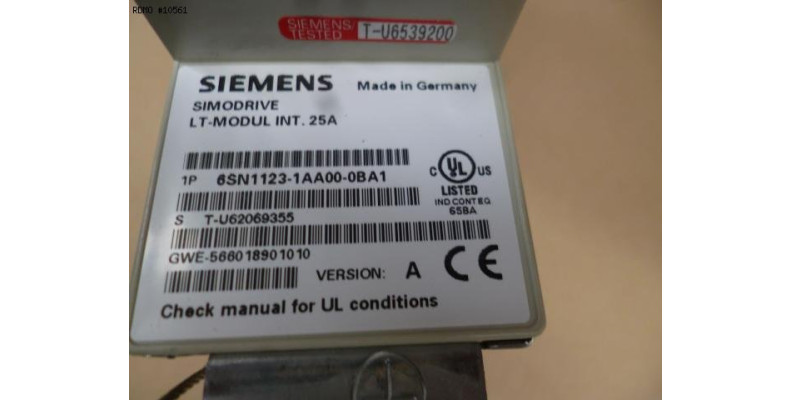 RDMO #10561
SIEMENS
TESTED
T-U6539200
SIEMENS
Made in Germany
SIMODRIVE
LT-MODUL INT. 25A
1P 6SN1123-1AA00-0BA1
C UL US
LISTED
IND CONT EQ
65BA
S T-U62069355
GWE-566018901010
VERSION: A CE
Check manual for UL conditions